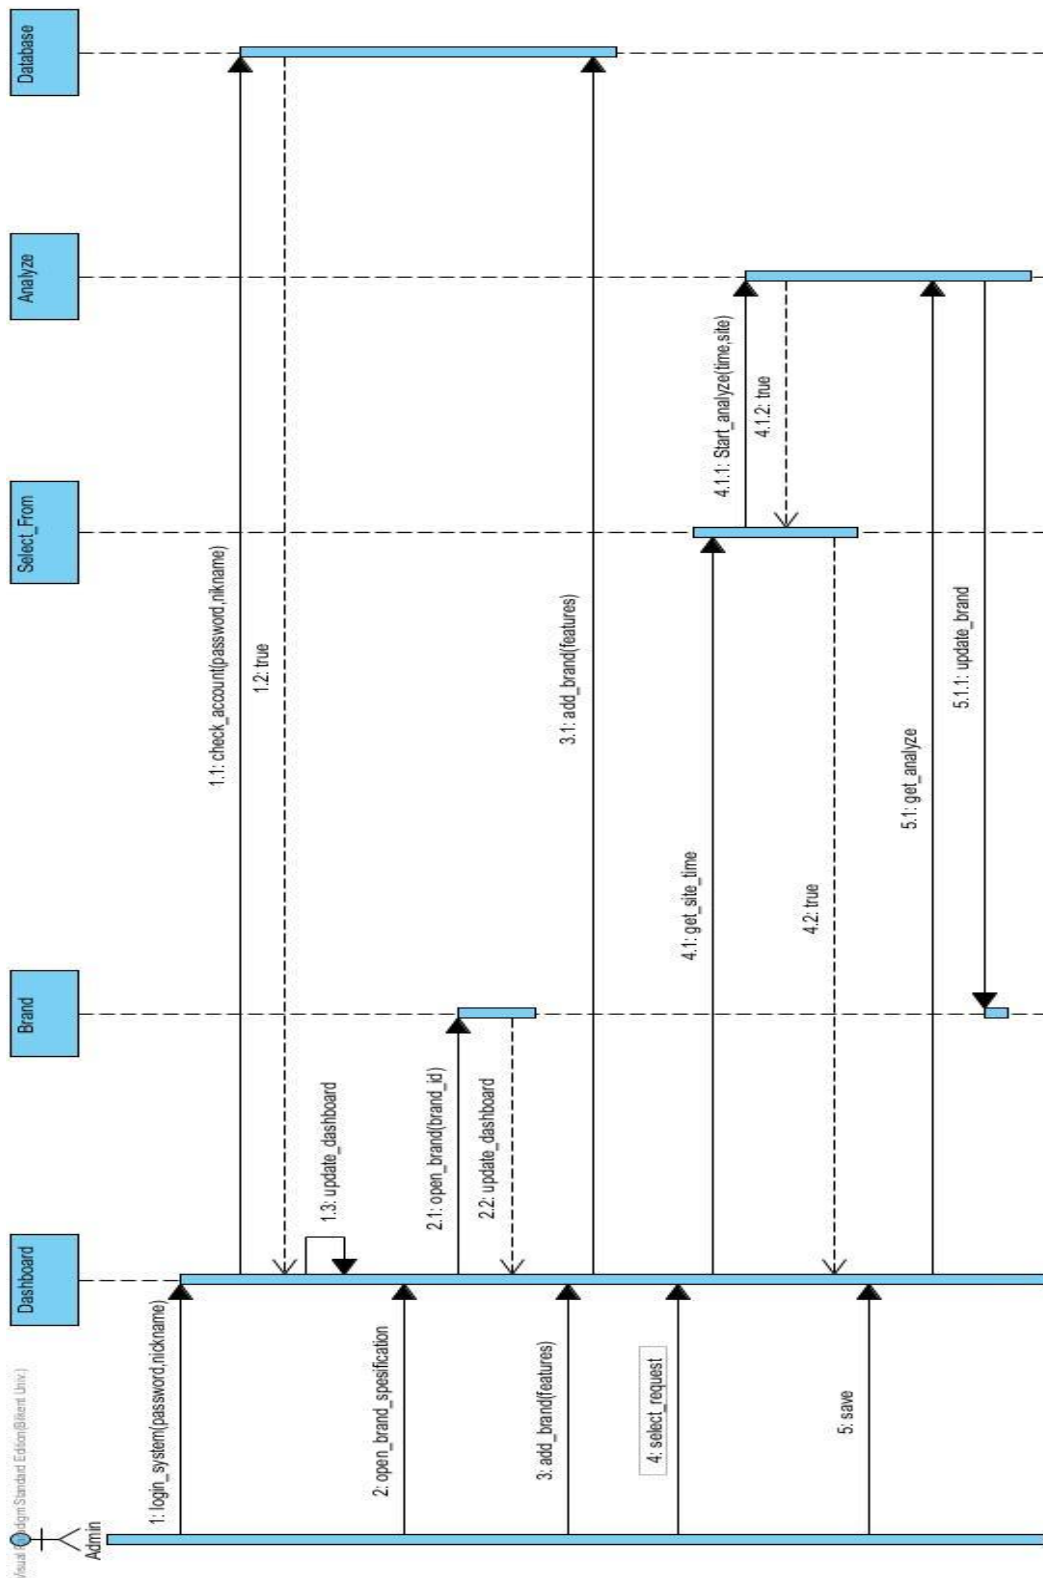 Visual Paradigm Standard Edition(Bilkent Univ.)
Admin
Dashboard
Brand
Select_From
Analyze
Database
1: login_system(password,nickname)
1.1: check_account(password,nikname)
1.2: true
1.3: update_dashboard
2: open_brand_spesification
2.1: open_brand(brand_id)
2.2: update_dashboard
3: add_brand(features)
3.1: add_brand(features)
4: select_request
4.1: get_site_time
4.1.1: Start_analyze(time,site)
4.1.2: true
4.2: true
5: save
5.1: get_analyze
5.1.1: update_brand